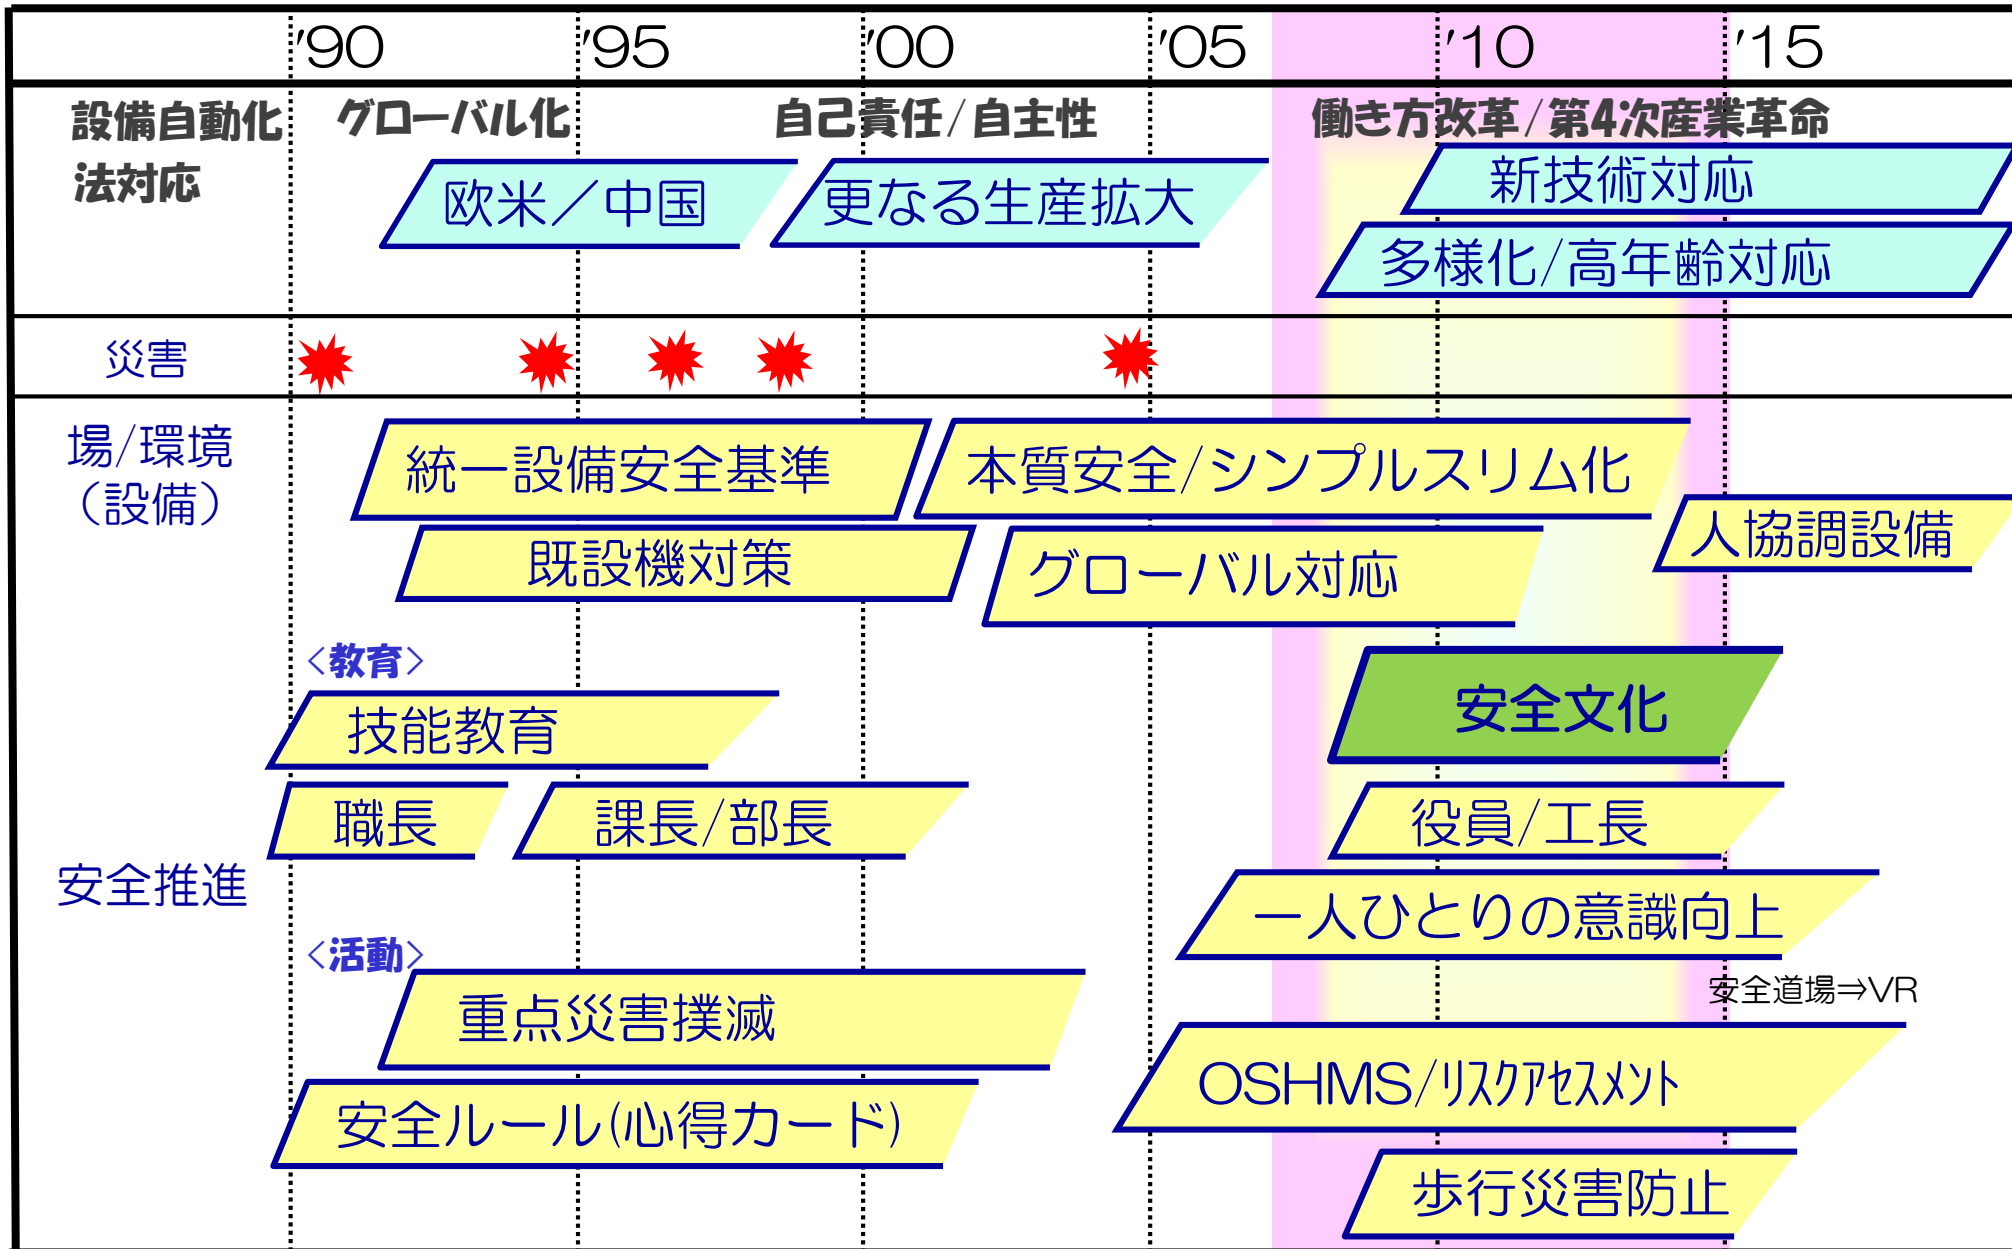 '90 '95 '00 '05 '10 '15
設備自動化 グローバル化 自己責任/自主性 働き方改革/第4次産業革命
法対応
欧米／中国 更なる生産拡大 新技術対応
多様化/高年齢対応
災害
場/環境
（設備）
統一設備安全基準 本質安全/シンプルスリム化
人協調設備
既設機対策 グローバル対応
<教育>
技能教育 安全文化
職長 課長/部長 役員/工長
安全推進
一人ひとりの意識向上
<活動>
安全道場⇒VR
重点災害撲滅
OSHMS/ﾘｽｸｱｾｽﾒﾝﾄ
安全ルール(心得カード)
歩行災害防止